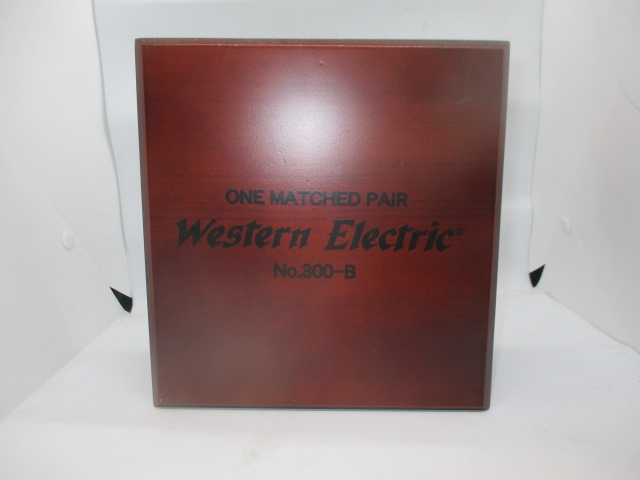 ONE MATCHED PAIR
Western Electric®
No.300-B